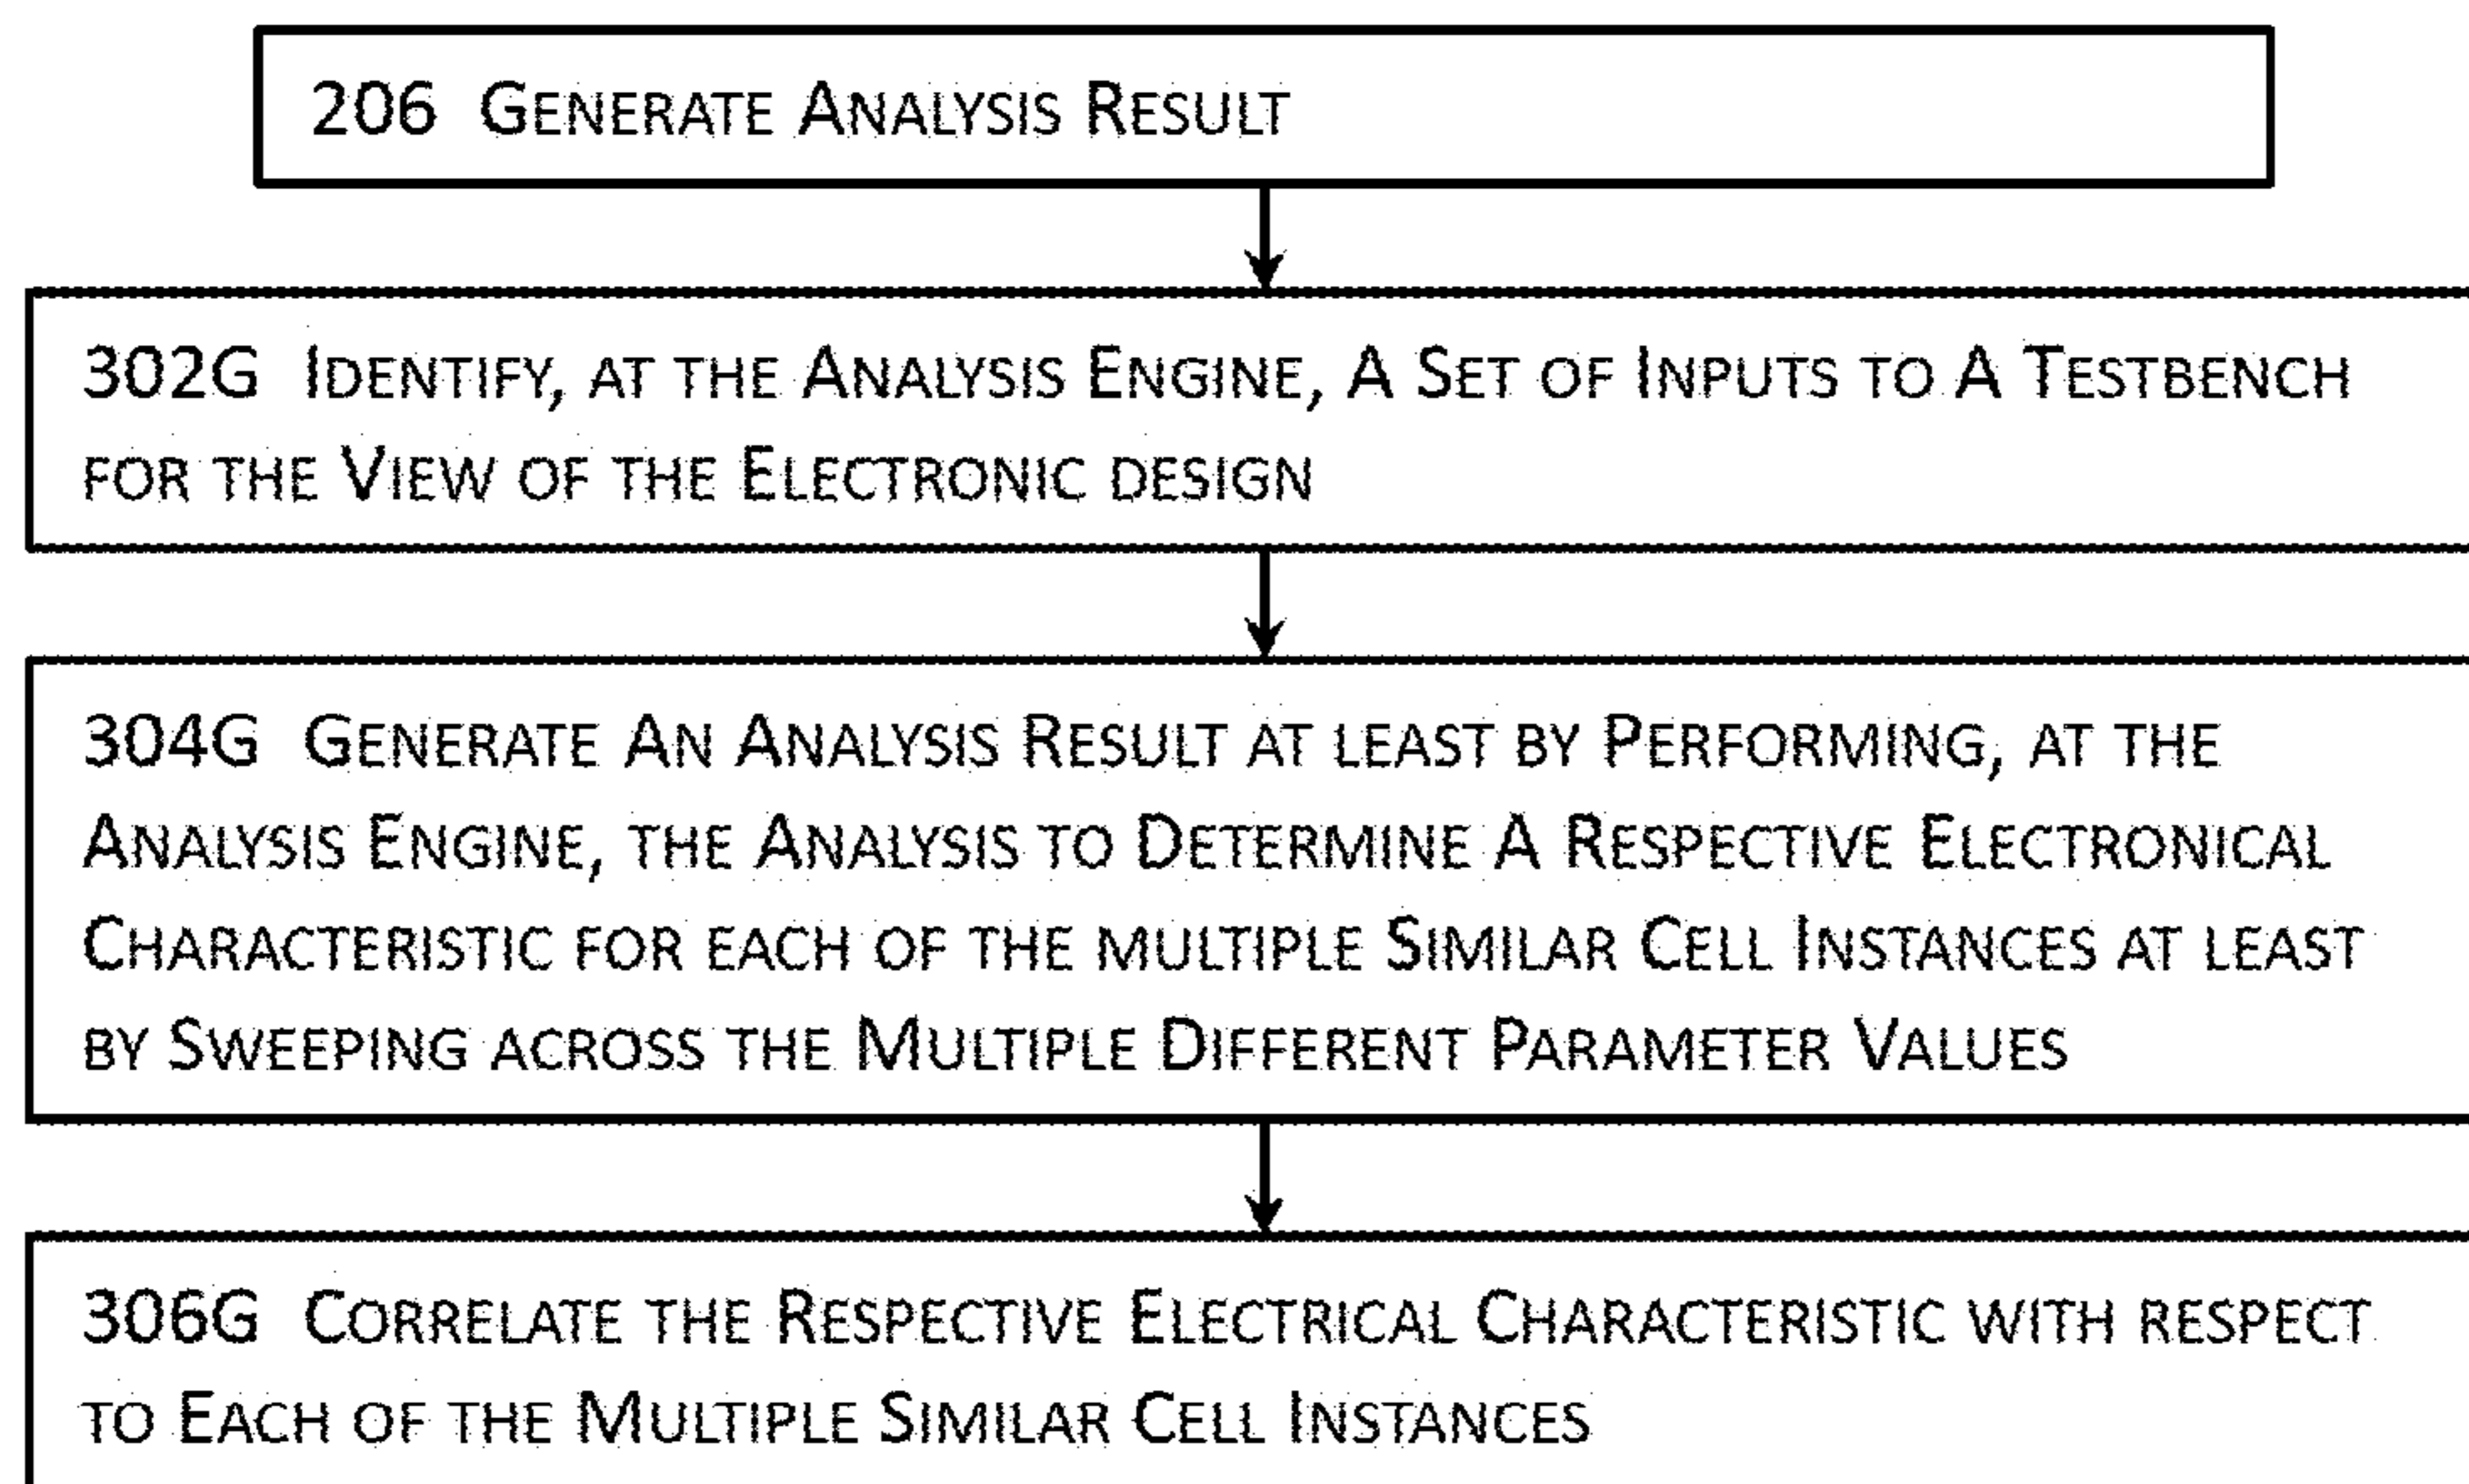 206 Generate Analysis Result
302G Identify, at the Analysis Engine, A Set of Inputs to A Testbench
for the View of the Electronic design
304G Generate An Analysis Result at least by Performing, at the
Analysis Engine, the Analysis to Determine A Respective Electronical
Characteristic for each of the multiple Similar Cell Instances at least
by Sweeping across the Multiple Different Parameter Values
306G Correlate the Respective Electrical Characteristic with respect
to Each of the Multiple Similar Cell Instances